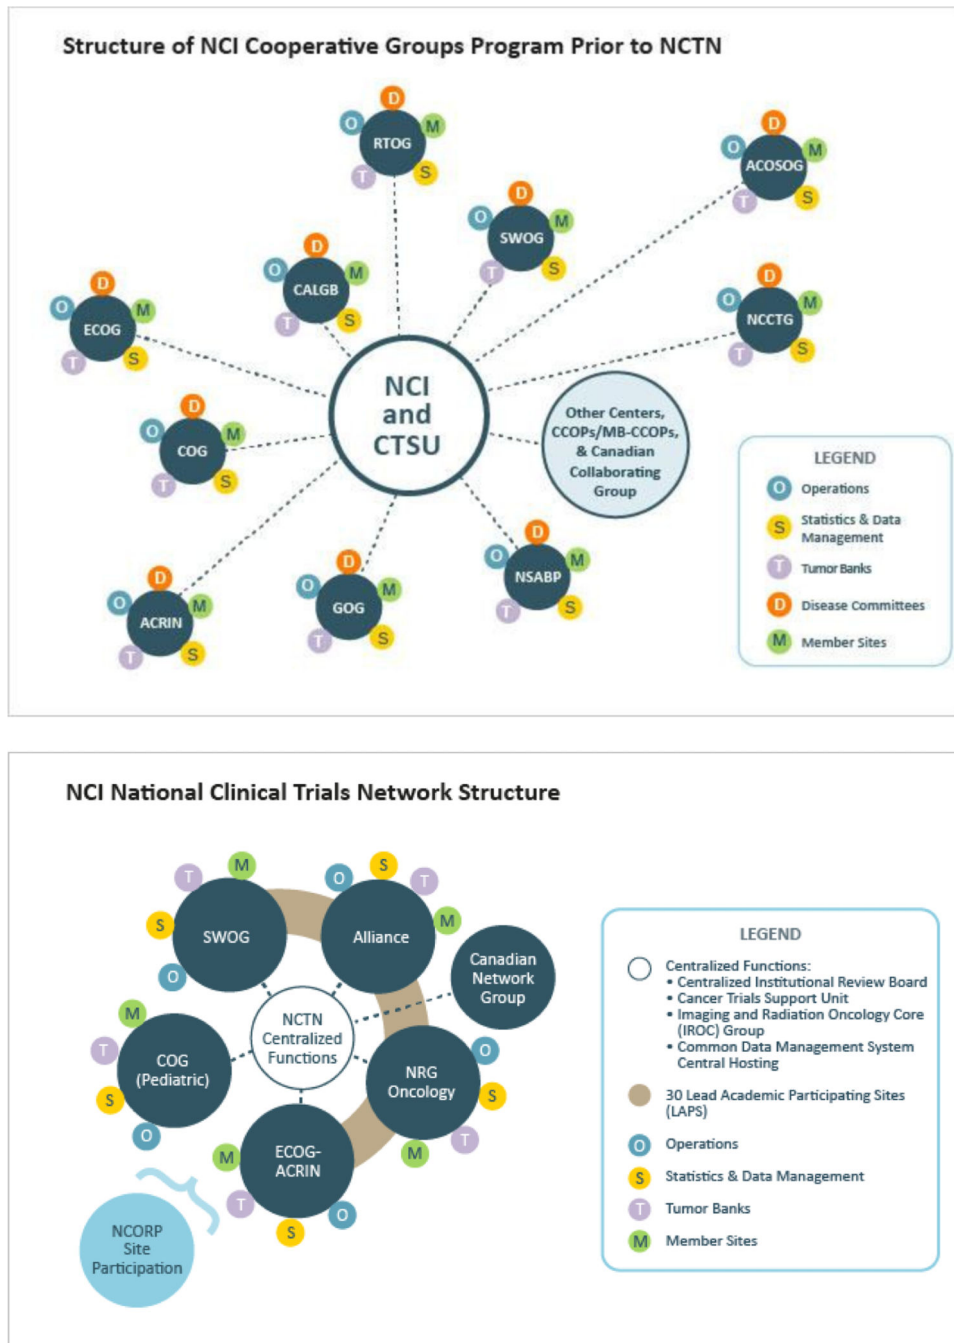 Structure of NCI Cooperative Groups Program Prior to NCTN
D
O
M
RTOG
T
S
D
O
M
ACOSOG
T
S
D
O
M
SWOG
T
S
D
O
M
CALGB
T
S
D
O
M
ECOG
T
S
D
O
M
NCCTG
T
S
NCI
and
CTSU
Other Centers,
CCOPs/MB-CCOPs,
& Canadian
Collaborating
Group
D
O
M
COG
T
S
D
O
M
ACRIN
T
S
D
O
M
GOG
T
S
D
O
M
NSABP
T
S
LEGEND
O Operations
S Statistics & Data
Management
T Tumor Banks
D Disease Committees
M Member Sites
NCI National Clinical Trials Network Structure
T
M
S
SWOG
O
O
S
T
M
Alliance
Canadian
Network
Group
NCTN
Centralized
Functions
M
T
COG
(Pediatric)
S
O
NRG
Oncology
O
S
T
M
ECOG-
ACRIN
M
T
S
O
NCORP
Site
Participation
LEGEND
Centralized Functions:
• Centralized Institutional Review Board
• Cancer Trials Support Unit
• Imaging and Radiation Oncology Core
(IROC) Group
• Common Data Management System
Central Hosting
30 Lead Academic Participating Sites
(LAPS)
O Operations
S Statistics & Data Management
T Tumor Banks
M Member Sites